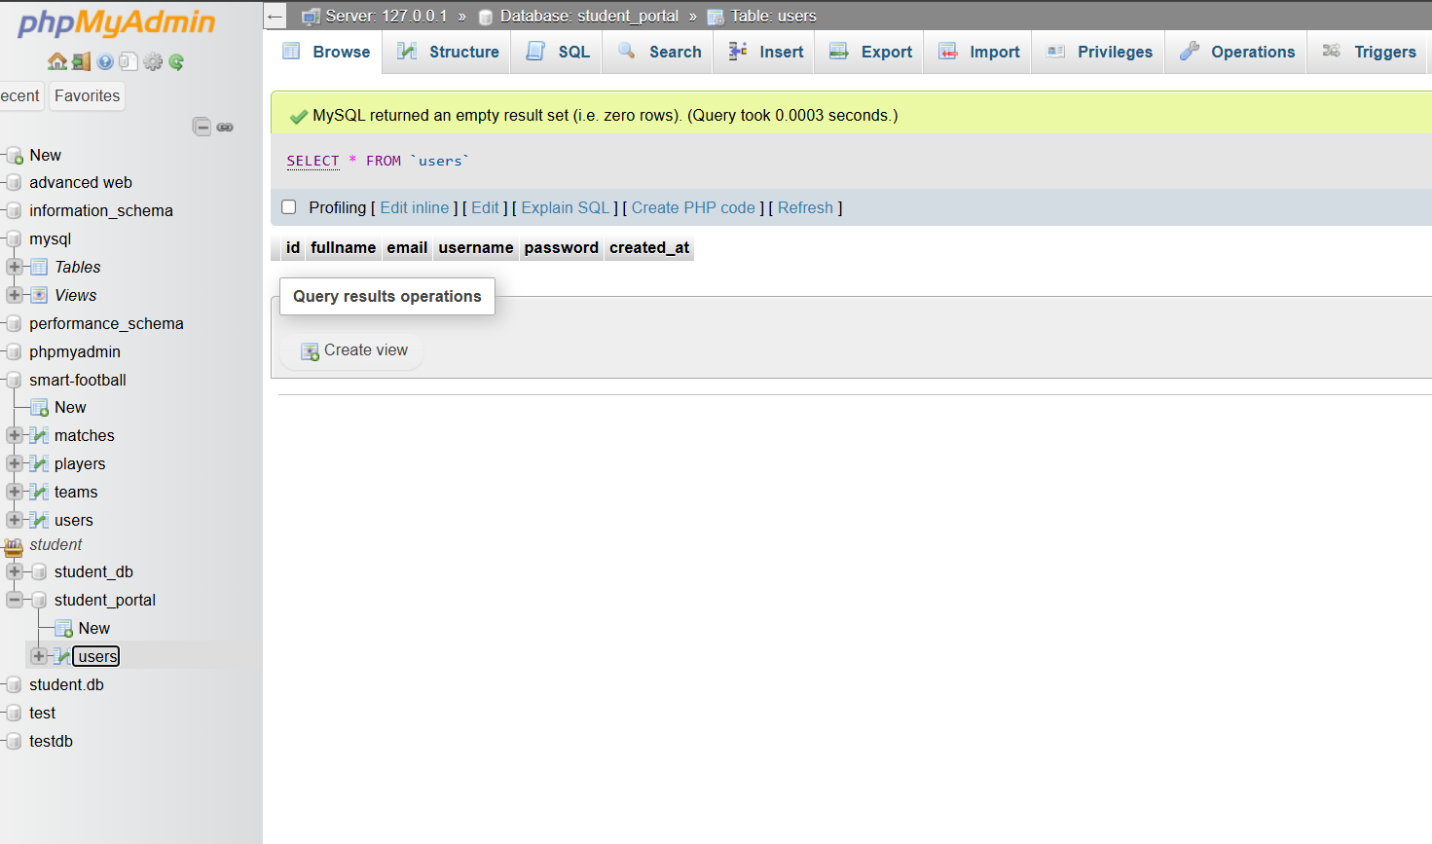 phpMyAdmin
ecent Favorites
New
advanced web
information_schema
mysql
Tables
Views
performance_schema
phpmyadmin
smart-football
New
matches
players
teams
users
student
student_db
student_portal
New
users
student.db
test
testdb
Server: 127.0.0.1 » Database: student_portal » Table: users
Browse Structure SQL Search Insert Export Import Privileges Operations Triggers
MySQL returned an empty result set (i.e. zero rows). (Query took 0.0003 seconds.)
SELECT * FROM `users`
Profiling [ Edit inline ] [ Edit ] [ Explain SQL ] [ Create PHP code ] [ Refresh ]
id fullname email username password created_at
Query results operations
Create view